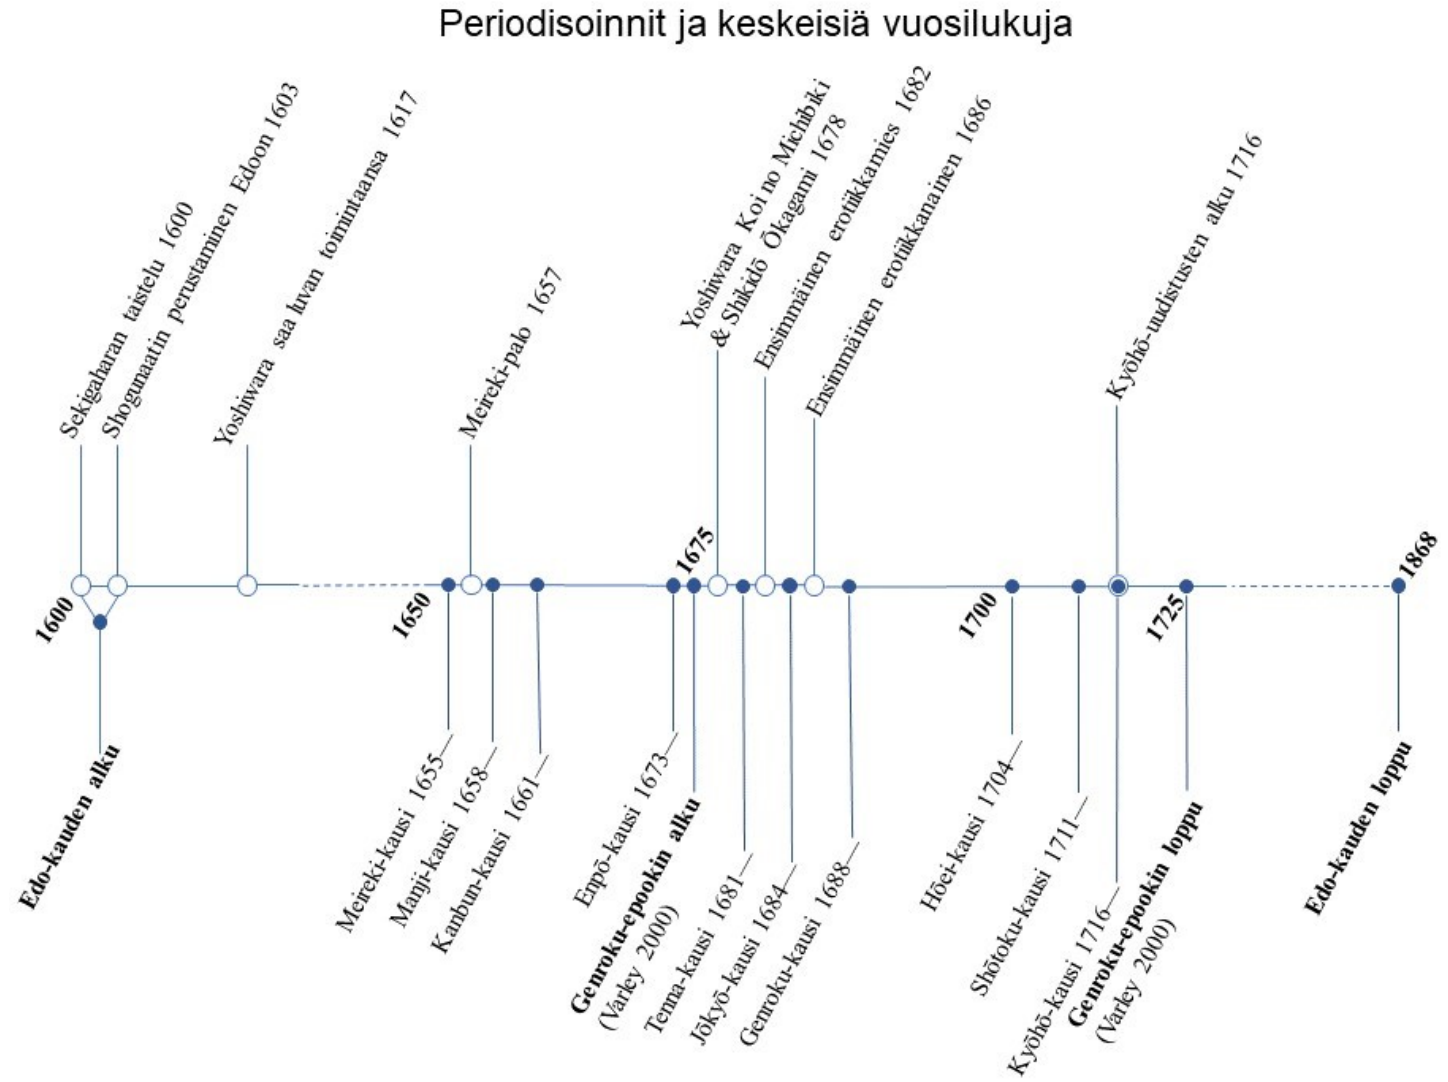 Periodisoinnit ja keskeisiä vuosilukuja
Sekigaharan taistelu 1600
Shogunaatin perustaminen Edoon 1603
Yoshiwara saa luvan toimintaansa 1617
Meireki-palo 1657
Yoshiwara Koi no Michibiki
& Shikidō Ōkagami 1678
Ensimmäinen erotiikkamies 1682
Ensimmäinen erotiikkanainen 1686
Kyōhō-uudistusten alku 1716
1600
1650
1675
1700
1725
1868
Edo-kauden alku
Meireki-kausi 1655–
Manji-kausi 1658–
Kanbun-kausi 1661–
Enpō-kausi 1673–
Genroku-epookin alku
(Varley 2000)
Tenna-kausi 1681–
Jōkyō-kausi 1684–
Genroku-kausi 1688–
Hōei-kausi 1704–
Shōtoku-kausi 1711–
Kyōhō-kausi 1716–
Genroku-epookin loppu
(Varley 2000)
Edo-kauden loppu